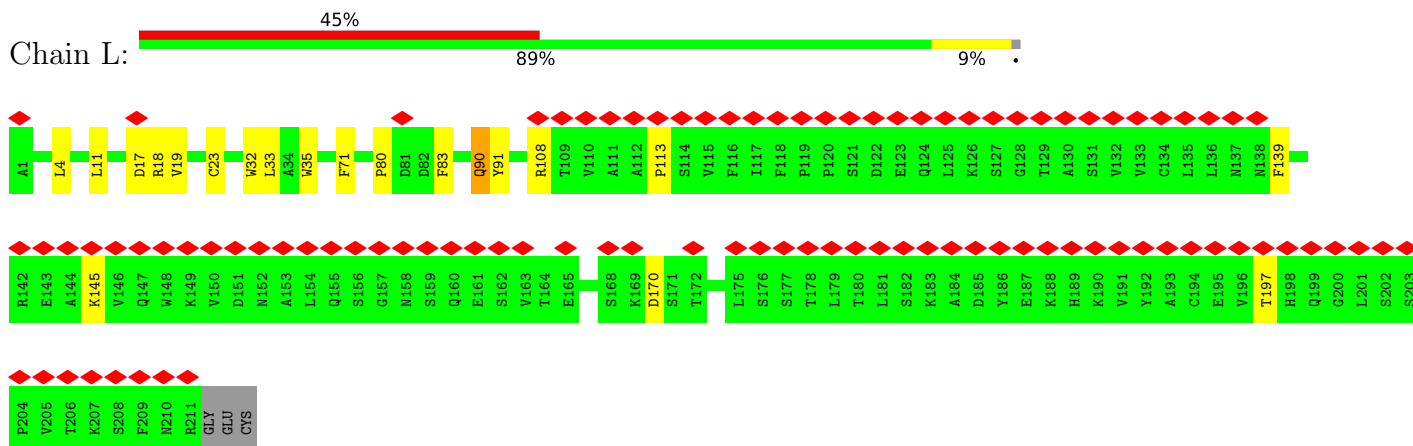 45%
Chain L:
89% 9% •
A1 L4 L11 D17 R18 V19 C23 W32 L33 A34 W35 F71 P80 D81 D82 F83 Q90 Y91 R108 T109 V110 A111 A112 P113 S114 V115 F116 I117 F118 P119 P120 S121 D122 E123 Q124 L125 K126 S127 G128 T129 A130 S131 V132 V133 C134 L135 L136 N137 N138 F139
R142 E143 A144 K145 V146 Q147 W148 K149 V150 D151 N152 A153 L154 Q155 S156 G157 N158 S159 Q160 E161 S162 V163 T164 E165 S168 K169 D170 S171 T172 L175 S176 S177 T178 L179 T180 L181 S182 K183 A184 D185 Y186 E187 K188 H189 K190 V191 Y192 A193 C194 E195 V196 T197 H198 Q199 G200 L201 S202 S203
P204 V205 T206 K207 S208 F209 N210 R211 GLY GLU CYS